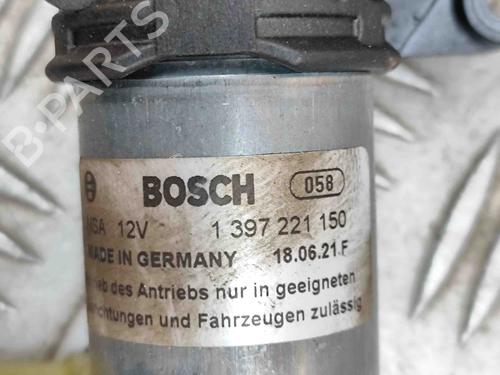 B-PARTS
BOSCH 058
12V 1 397 221 150
MADE IN GERMANY 18.06.21 F
des Antriebs nur in geeigneten
und Fahrzeugen zulässig